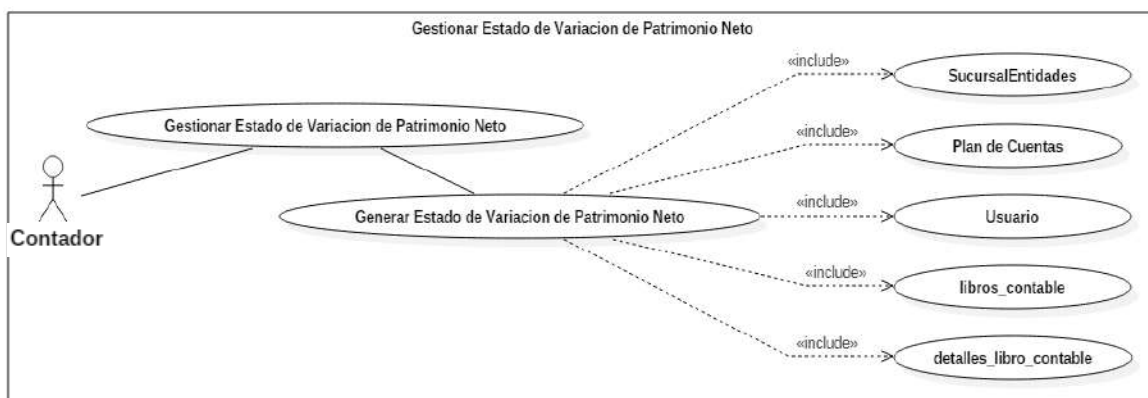 Gestionar Estado de Variacion de Patrimonio Neto
«include»
SucursalEntidades
Gestionar Estado de Variacion de Patrimonio Neto
«include»
Plan de Cuentas
Contador
Generar Estado de Variacion de Patrimonio Neto
«include»
Usuario
«include»
libros_contable
«include»
detalles_libro_contable